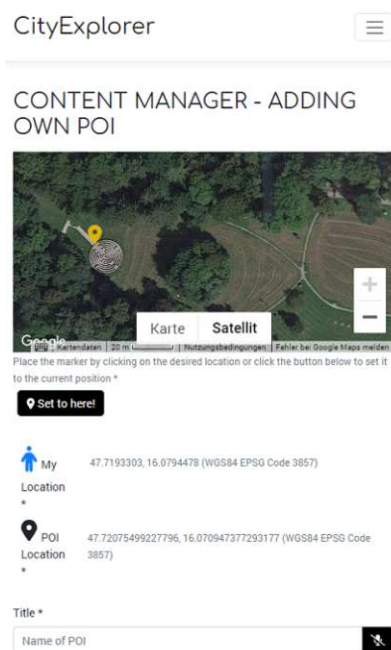 CityExplorer
CONTENT MANAGER - ADDING
OWN POI
Karte Satellit
Google
Kartendaten 20 m Nutzungsbedingungen Fehler bei Google Maps melden
Place the marker by clicking on the desired location or click the button below to set it
to the current position *
Set to here!
My
Location
*
47.7193303, 16.0794478 (WGS84 EPSG Code 3857)
POI
Location
*
47.72075499227796, 16.070947377293177 (WGS84 EPSG Code
3857)
Title *
Name of POI